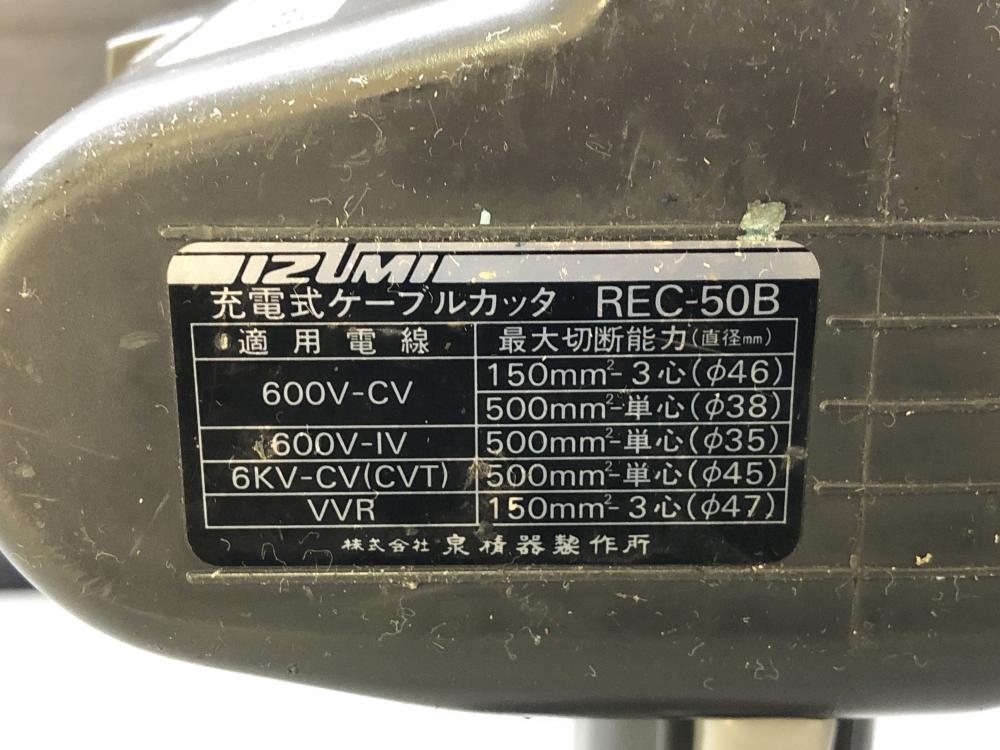 IZUMI
充電式ケーブルカッタ REC-50B
適用電線 最大切断能力(直径mm)
600V-CV 150mm²-3心(φ46)
500mm²-単心(φ38)
600V-IV 500mm²-単心(φ35)
6KV-CV(CVT) 500mm²-単心(φ45)
VVR 150mm²-3心(φ47)
株式会社 泉精器製作所